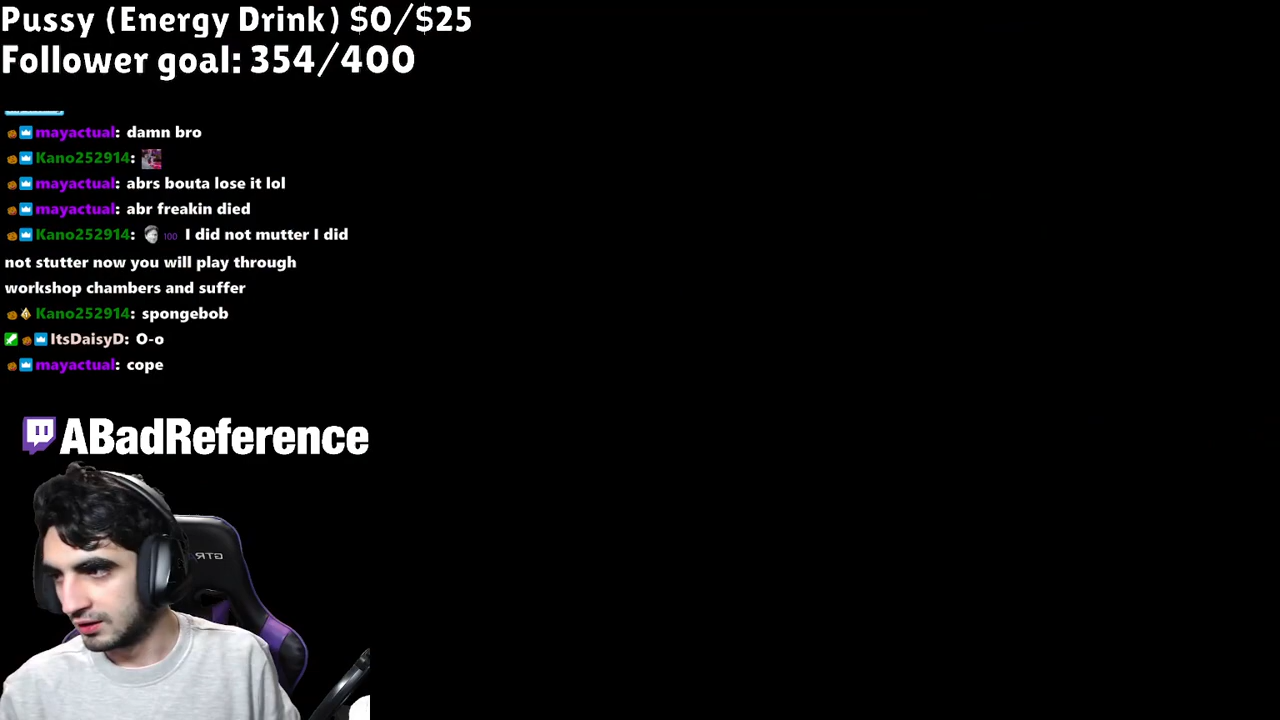 Pussy (Energy Drink) $0/$25
Follower goal: 354/400
mayactual: damn bro
Kano252914:
mayactual: abrs bouta lose it lol
mayactual: abr freakin died
Kano252914: 100 I did not mutter I did
not stutter now you will play through
workshop chambers and suffer
Kano252914: spongebob
ItsDaisyD: O-o
mayactual: cope
ABadReference
GTR